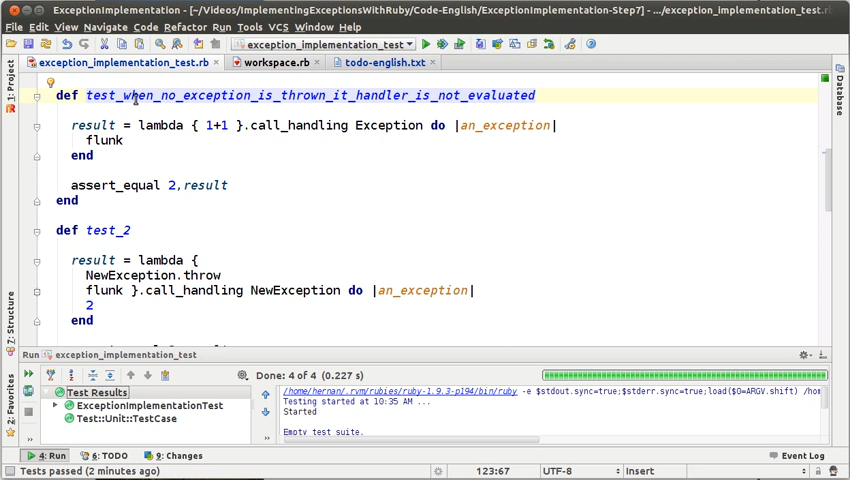 ExceptionImplementation - [~/Videos/ImplementingExceptionsWithRuby/Code-English/ExceptionImplementation-Step7] - .../exception_implementation_test.rb
File Edit View Navigate Code Refactor Run Tools VCS Window Help
exception_implementation_test
exception_implementation_test.rb workspace.rb todo-english.txt
1: Project
Database
def test_when_no_exception_is_thrown_it_handler_is_not_evaluated
result = lambda { 1+1 }.call_handling Exception do |an_exception|
flunk
end
assert_equal 2,result
end
def test_2
result = lambda {
NewException.throw
flunk }.call_handling NewException do |an_exception|
2
end
7: Structure
2: Favorites
Run exception_implementation_test
Done: 4 of 4 (0.227 s)
Test Results
ExceptionImplementationTest
Test::Unit::TestCase
/home/hernan/.rvm/rubies/ruby-1.9.3-p194/bin/ruby -e $stdout.sync=true;$stderr.sync=true;load($0=ARGV.shift) /hom
Testing started at 10:35 AM ...
Started
Empty test suite.
4: Run 6: TODO 9: Changes Event Log
Tests passed (2 minutes ago) 123:67 UTF-8 Insert